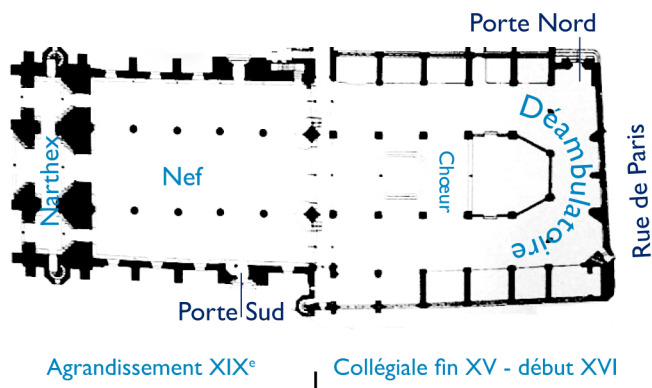 Porte Nord
Déambulatoire
Narthex
Nef
Chœur
Rue de Paris
Porte Sud
Agrandissement XIXᵉ
Collégiale fin XV - début XVI